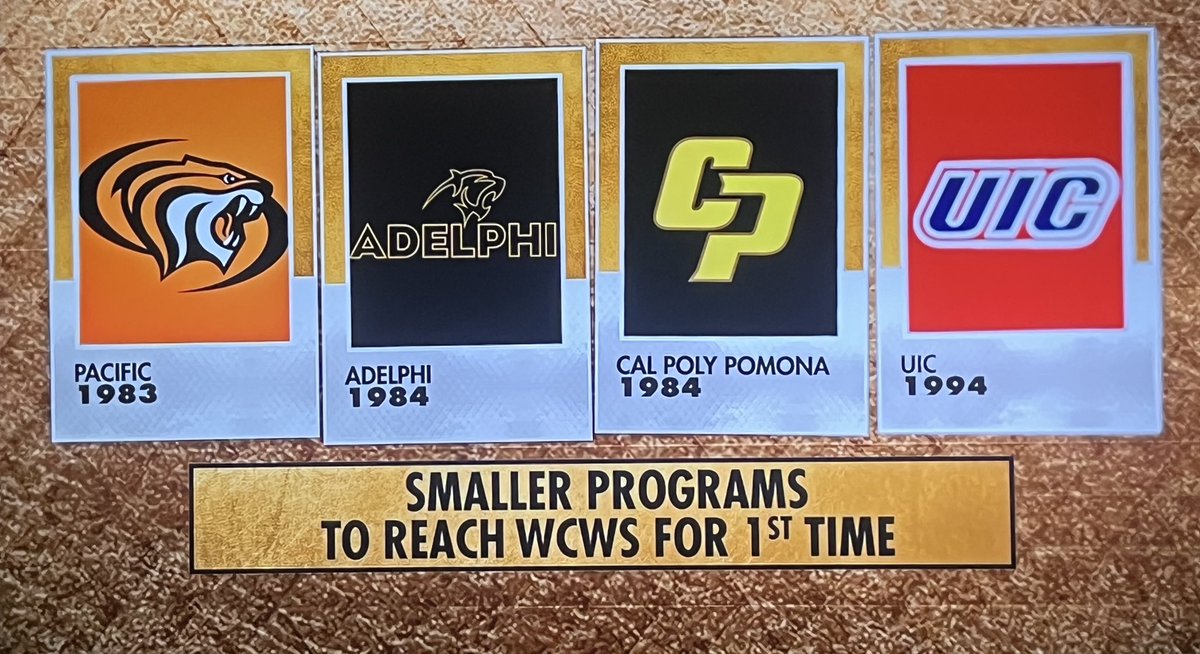 ADELPHI
CP
UIC
PACIFIC
1983
ADELPHI
1984
CAL POLY POMONA
1984
UIC
1994
SMALLER PROGRAMS
TO REACH WCWS FOR 1ST TIME